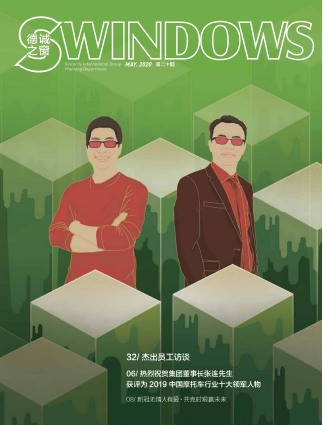 德诚
之窗
SWINDOWS
Sincerity International Group
Planning Department
MAY. 2020 第二十期
32/ 杰出员工访谈
06/ 热烈祝贺集团董事长张连先生
获评为 2019 中国摩托车行业十大领军人物
08/ 新冠无情人有爱·共克时艰赢未来